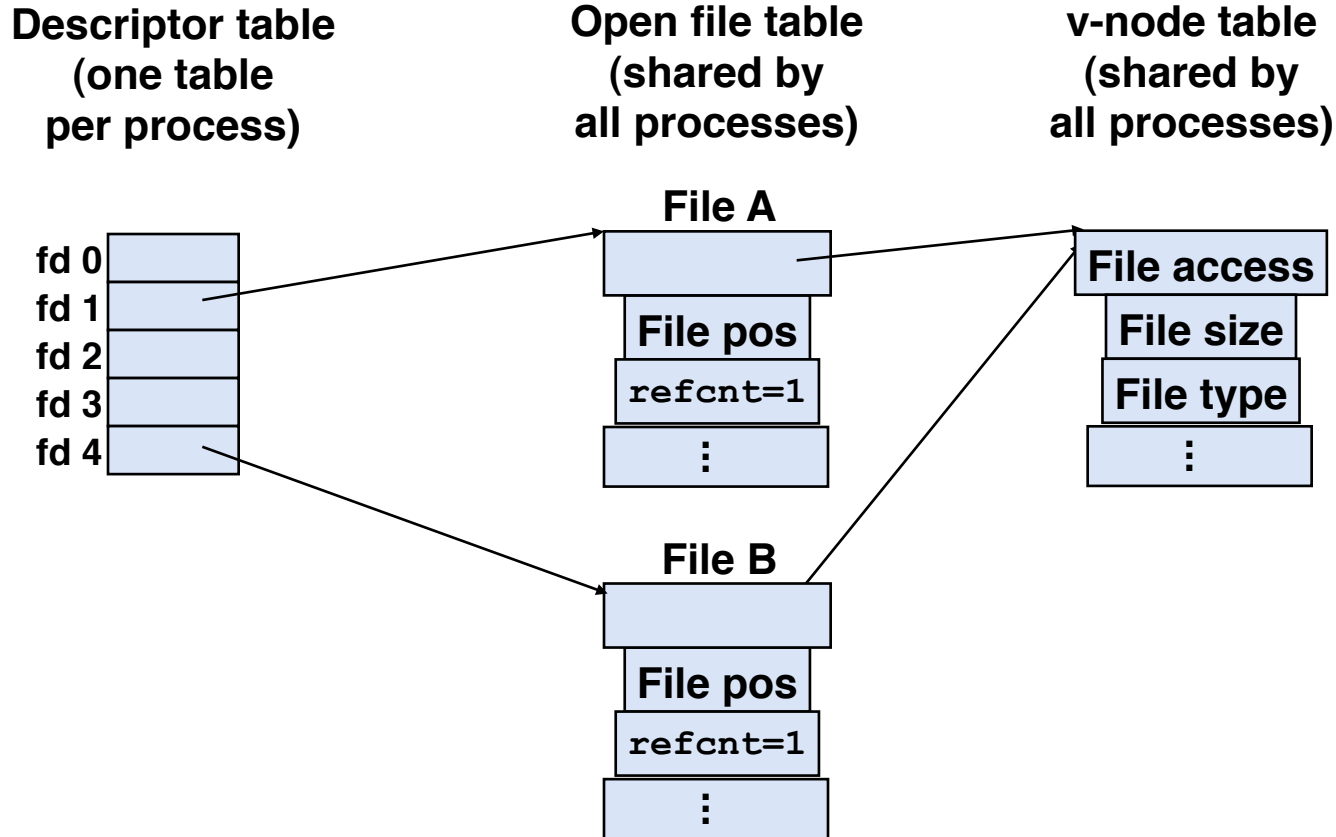 Descriptor table
(one table
per process)
Open file table
(shared by
all processes)
v-node table
(shared by
all processes)
fd 0
fd 1
fd 2
fd 3
fd 4
File A
File pos
refcnt=1
⋮
File B
File pos
refcnt=1
⋮
File access
File size
File type
⋮